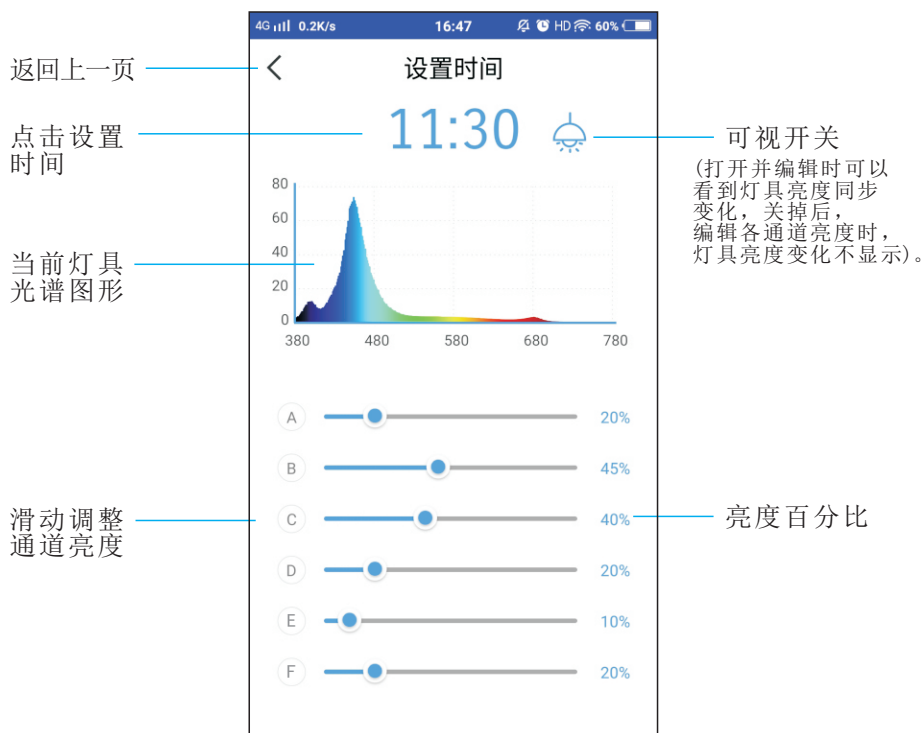 4G 0.2K/s 16:47 HD 60%
返回上一页
设置时间
点击设置
时间
11:30
可视开关
(打开并编辑时可以
看到灯具亮度同步
变化，关掉后，
编辑各通道亮度时，
灯具亮度变化不显示)。
当前灯具
光谱图形
80
60
40
20
0
380 480 580 680 780
A 20%
B 45%
滑动调整
通道亮度
C 40%
亮度百分比
D 20%
E 10%
F 20%